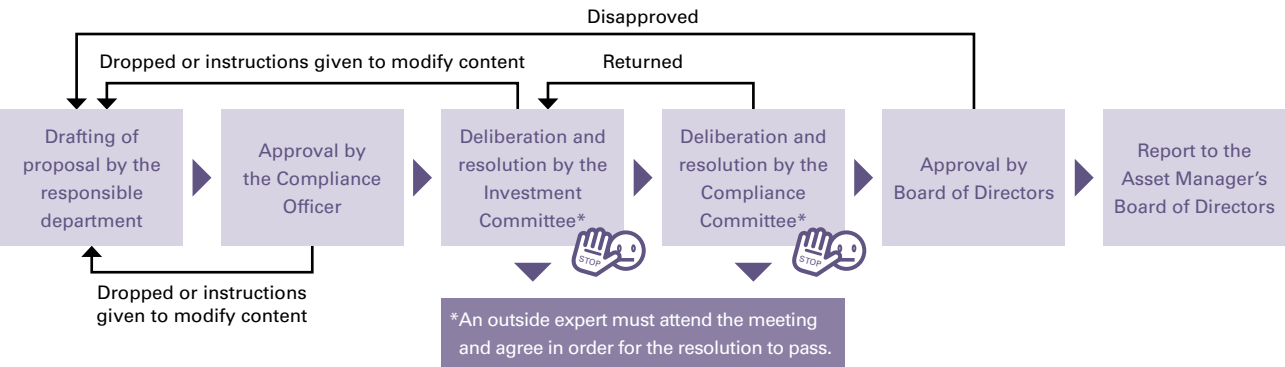 Disapproved
Dropped or instructions given to modify content
Returned
Drafting of
proposal by the
responsible
department
Approval by
the Compliance
Officer
Deliberation and
resolution by the
Investment
Committee*
STOP
Deliberation and
resolution by the
Compliance
Committee*
STOP
Approval by
Board of Directors
Report to the
Asset Manager's
Board of Directors
Dropped or instructions
given to modify content
*An outside expert must attend the meeting
and agree in order for the resolution to pass.